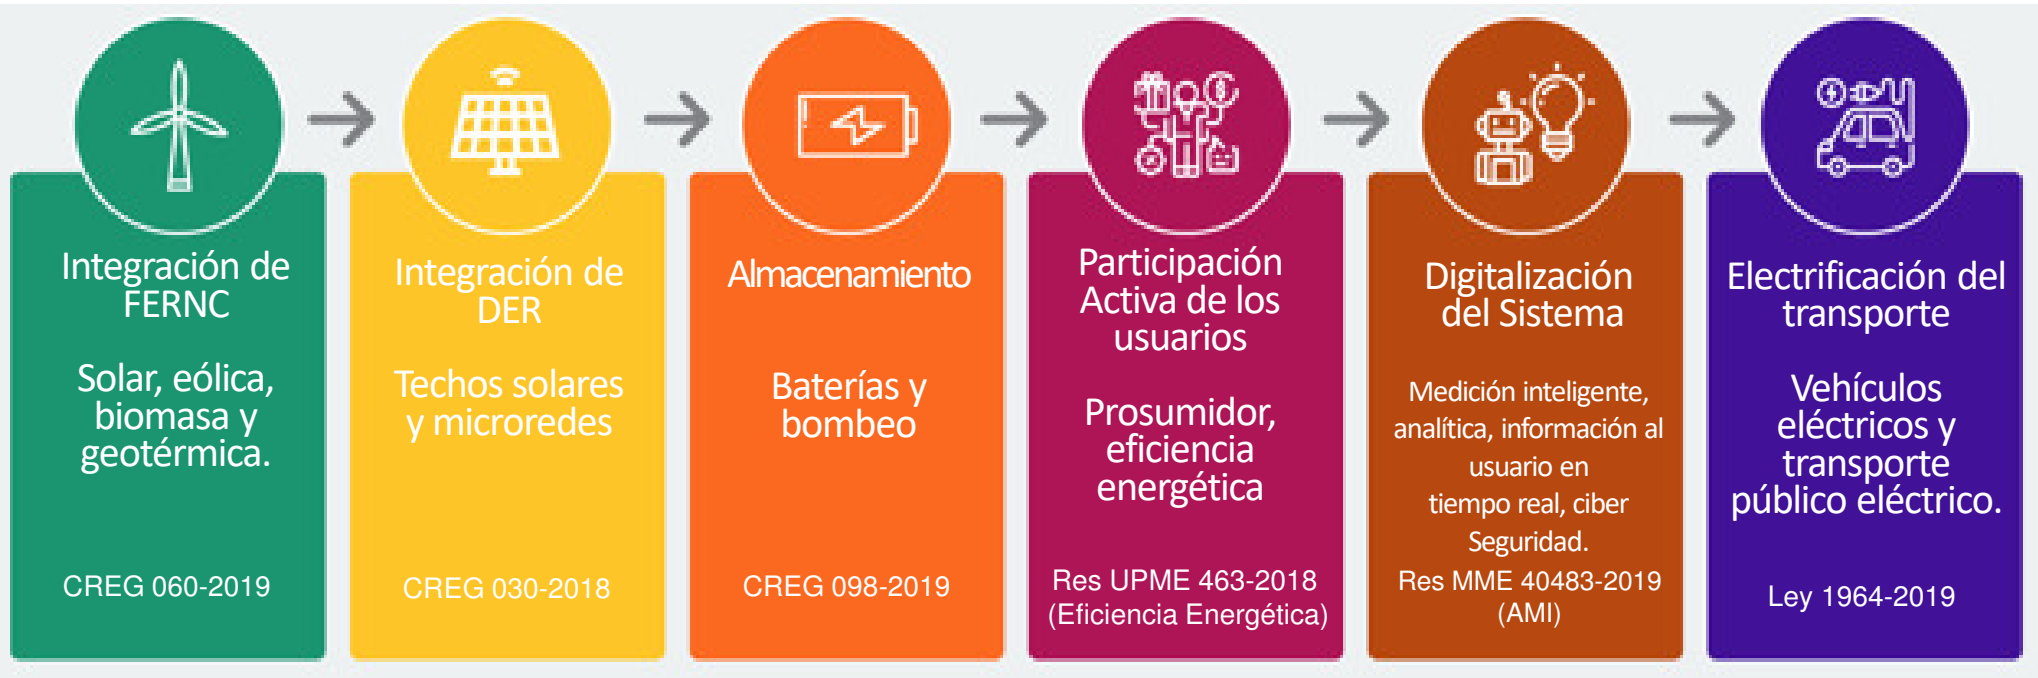 Integración de
FERNC
Solar, eólica,
biomasa y
geotérmica.
CREG 060-2019
Integración de
DER
Techos solares
y microredes
CREG 030-2018
Almacenamiento
Baterías y
bombeo
CREG 098-2019
Participación
Activa de los
usuarios
Prosumidor,
eficiencia
energética
Res UPME 463-2018
(Eficiencia Energética)
Digitalización
del Sistema
Medición inteligente,
analítica, información al
usuario en
tiempo real, ciber
Seguridad.
Res MME 40483-2019
(AMI)
Electrificación del
transporte
Vehículos
eléctricos y
transporte
público eléctrico.
Ley 1964-2019